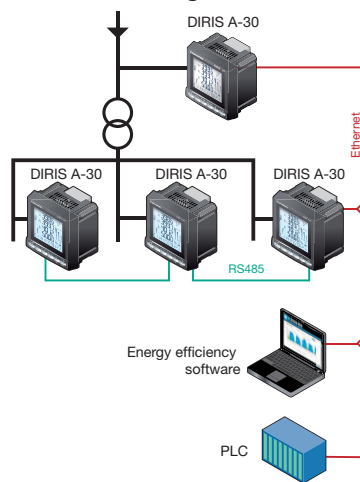 DIRIS A-30
Ethernet
DIRIS A-30
DIRIS A-30
DIRIS A-30
RS485
Energy efficiency
software
PLC